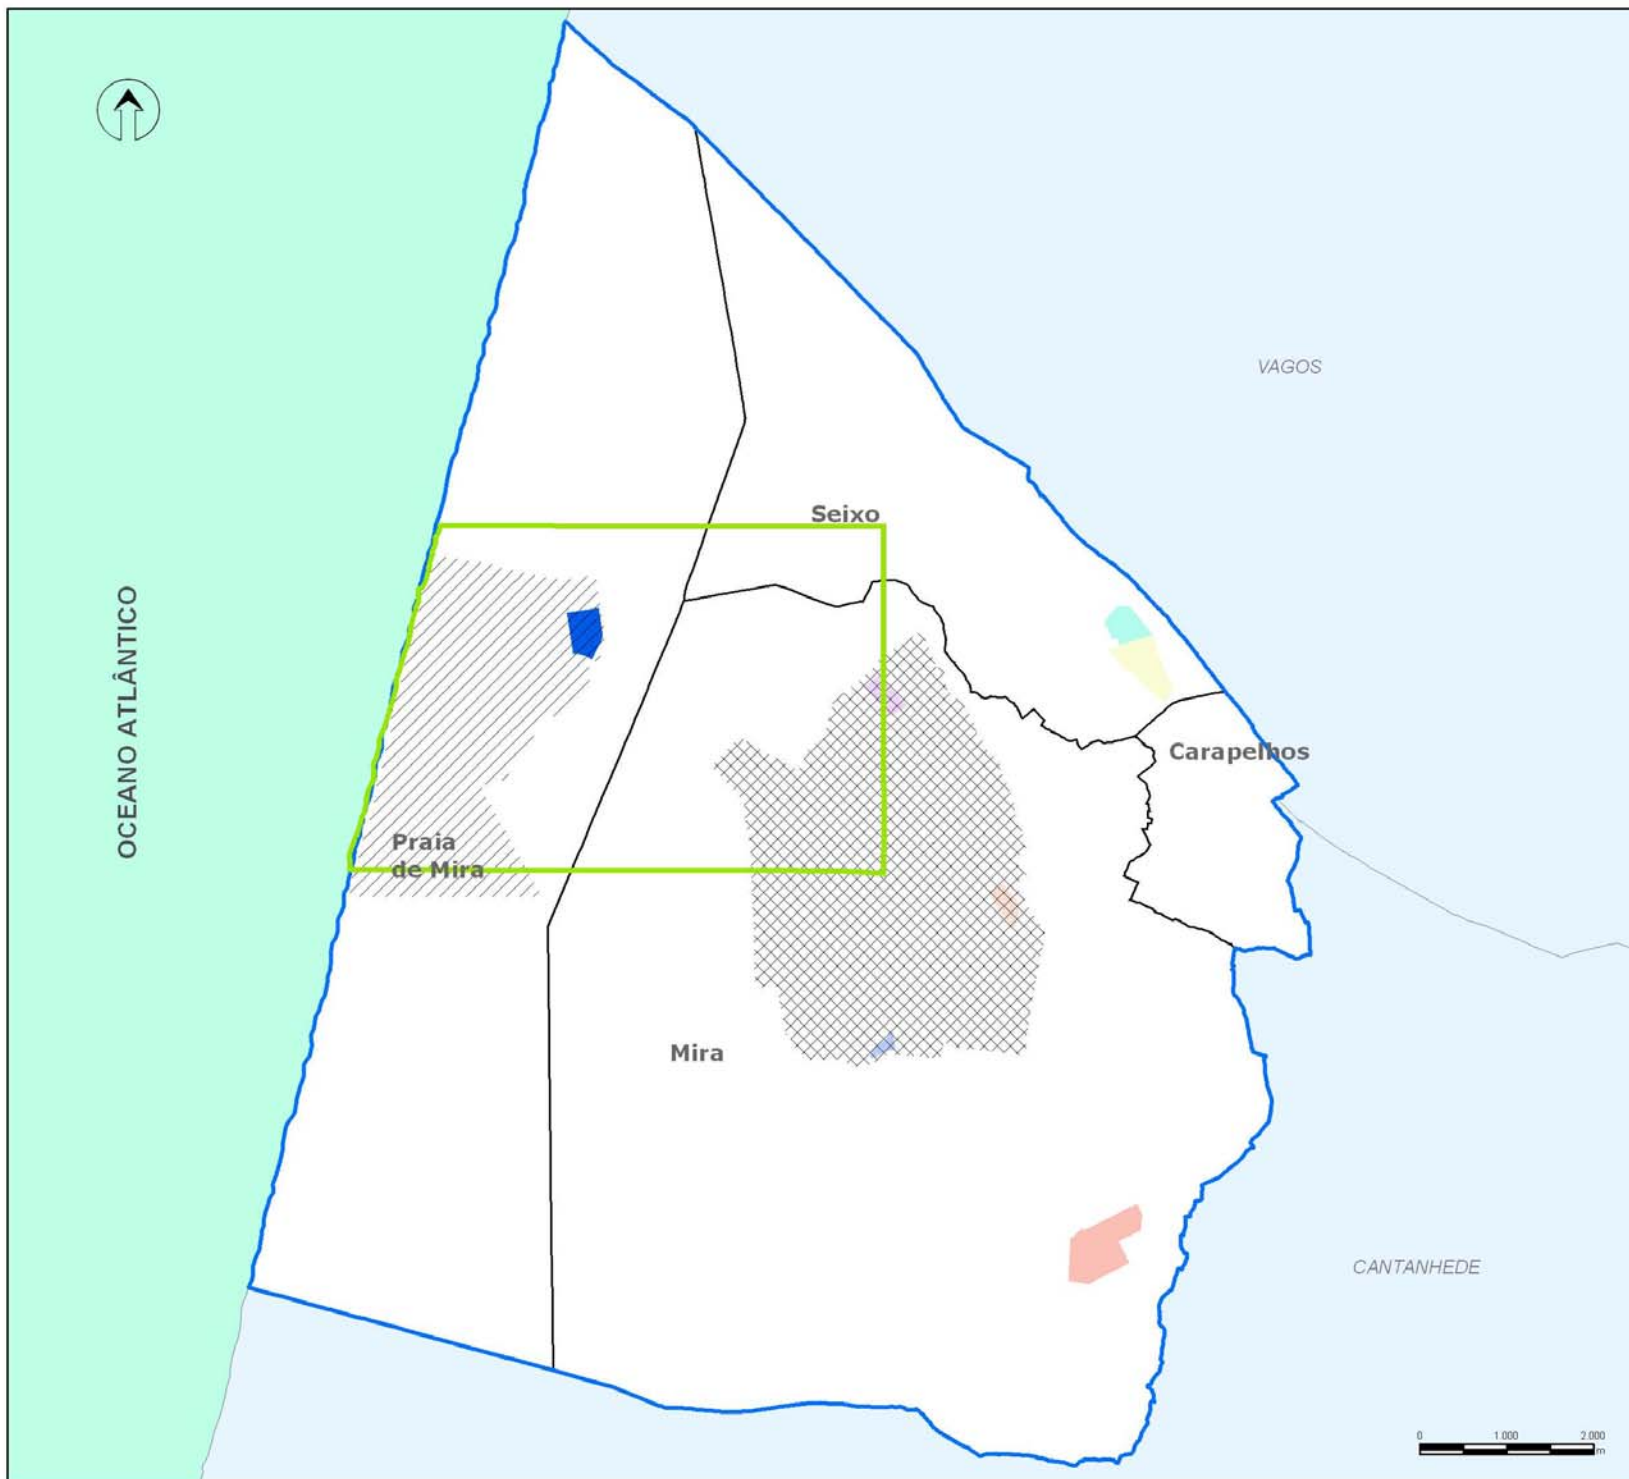 VAGOS
Seixo
OCEANO ATLÂNTICO
Carapelhos
Praia
de Mira
Mira
CANTANHEDE
0 1.000 2.000
m